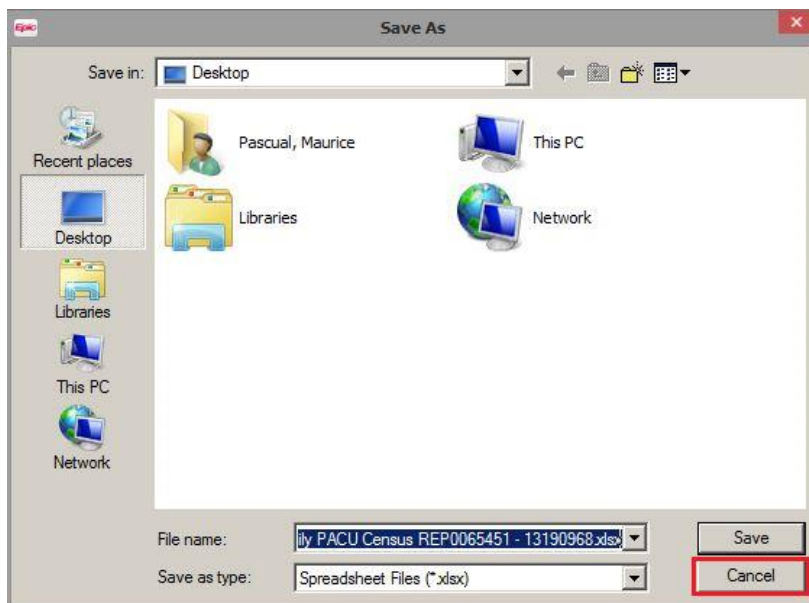 Epic
Save As
Save in:
Desktop
Recent places
Desktop
Libraries
This PC
Network
Pascual, Maurice
This PC
Libraries
Network
File name:
ily PACU Census REP0065451 - 13190968.xlsx
Save
Save as type:
Spreadsheet Files (*.xlsx)
Cancel